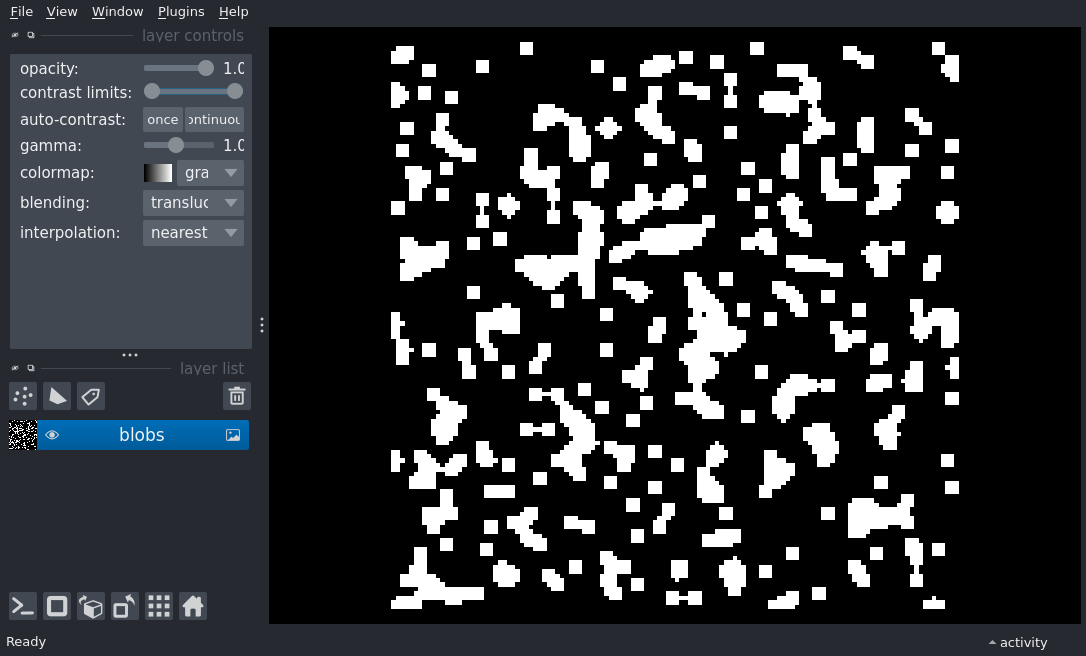 File View Window Plugins Help
layer controls
opacity: 1.0
contrast limits:
auto-contrast: once ontinuou
gamma: 1.0
colormap: gra
blending: transluc
interpolation: nearest
layer list
blobs
Ready
activity